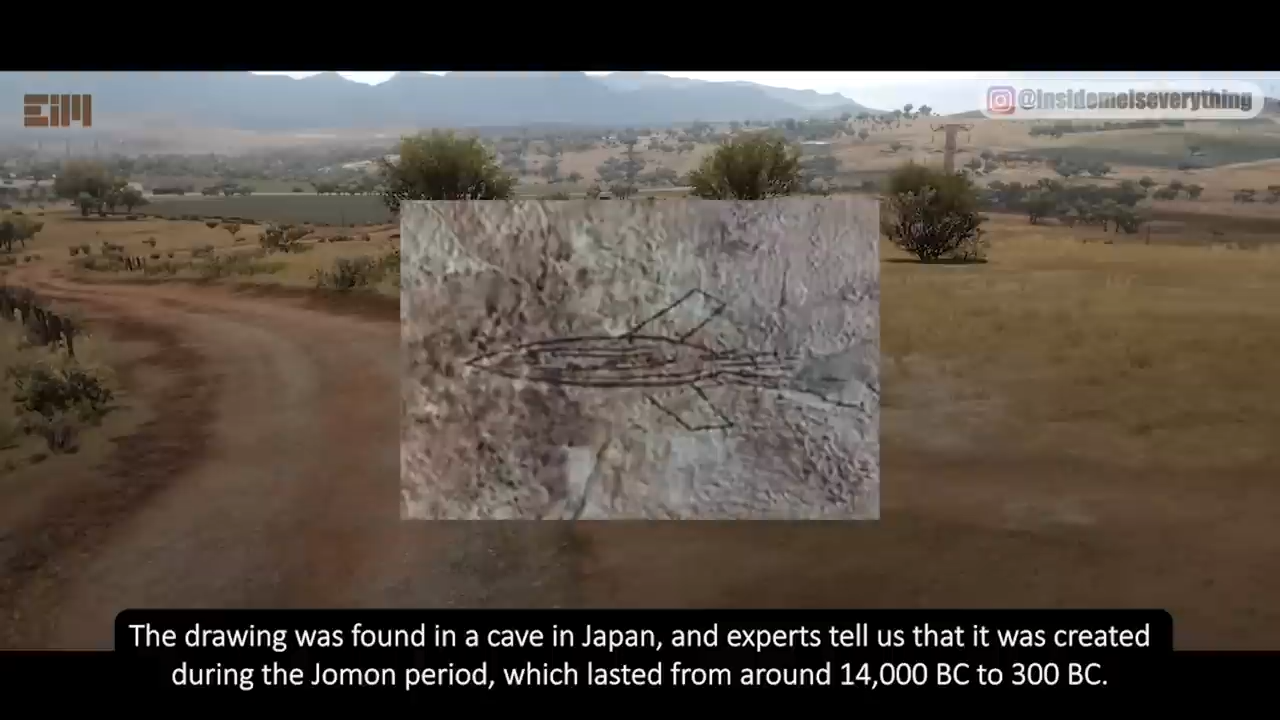 EIM
@insidemeiseverything
The drawing was found in a cave in Japan, and experts tell us that it was created
during the Jomon period, which lasted from around 14,000 BC to 300 BC.